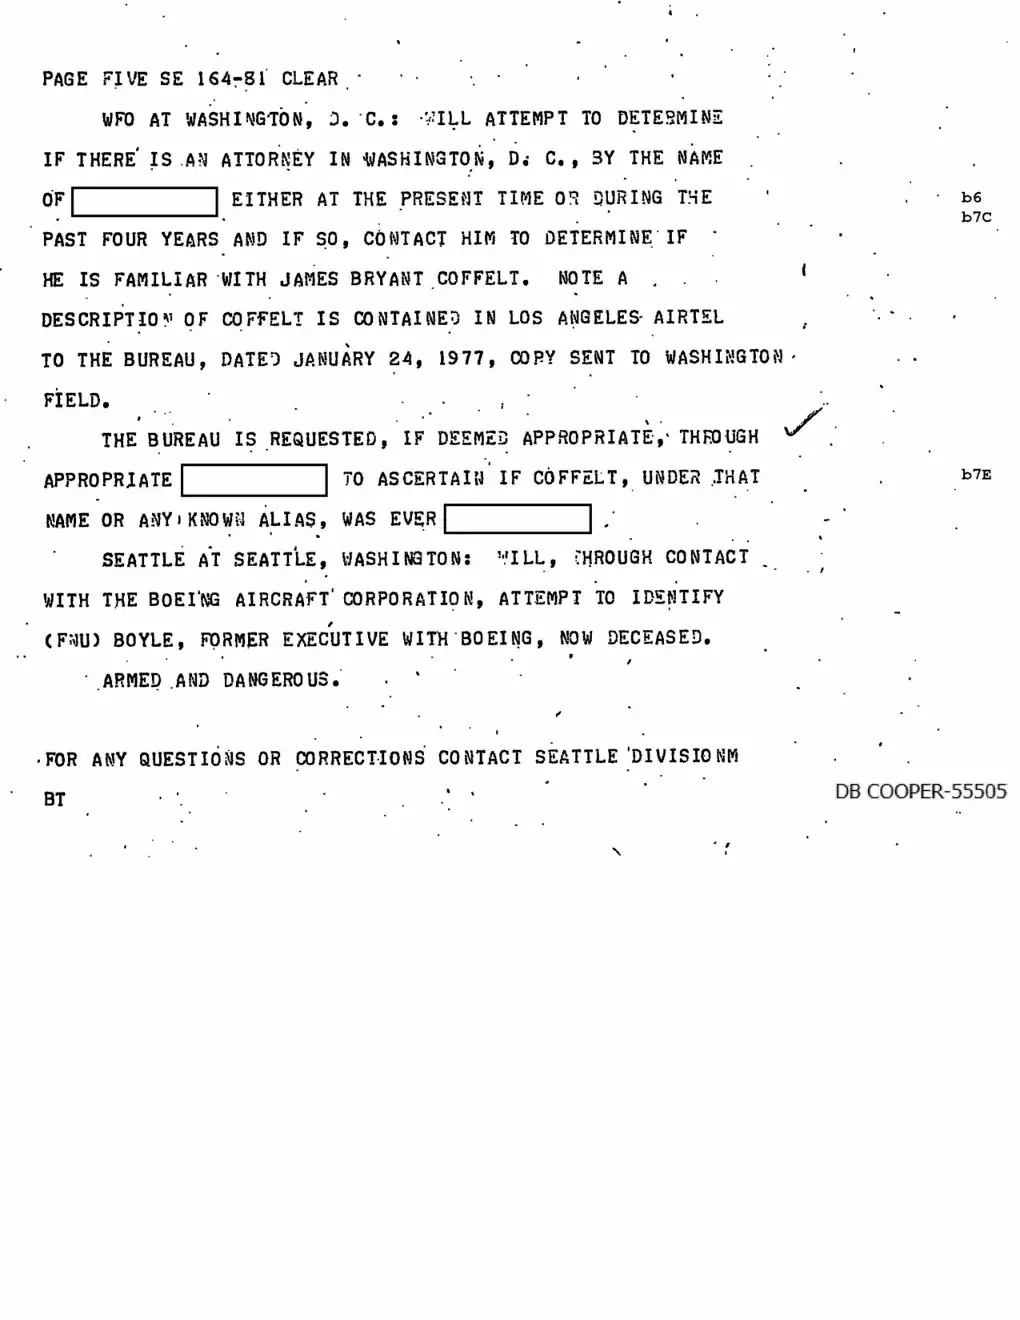 PAGE FIVE SE 164-81 CLEAR
WFO AT WASHINGTON, D. C.: WILL ATTEMPT TO DETERMINE
IF THERE IS AN ATTORNEY IN WASHINGTON, D. C., BY THE NAME
OF EITHER AT THE PRESENT TIME OR DURING THE
b6
b7C
PAST FOUR YEARS AND IF SO, CONTACT HIM TO DETERMINE IF
HE IS FAMILIAR WITH JAMES BRYANT COFFELT. NOTE A
DESCRIPTION OF COFFELT IS CONTAINED IN LOS ANGELES AIRTEL
TO THE BUREAU, DATED JANUARY 24, 1977, COPY SENT TO WASHINGTON
FIELD.
THE BUREAU IS REQUESTED, IF DEEMED APPROPRIATE, THROUGH
APPROPRIATE TO ASCERTAIN IF COFFELT, UNDER THAT
b7E
NAME OR ANY KNOWN ALIAS, WAS EVER .
SEATTLE AT SEATTLE, WASHINGTON: WILL, THROUGH CONTACT
WITH THE BOEING AIRCRAFT CORPORATION, ATTEMPT TO IDENTIFY
(FNU) BOYLE, FORMER EXECUTIVE WITH BOEING, NOW DECEASED.
ARMED AND DANGEROUS.
FOR ANY QUESTIONS OR CORRECTIONS CONTACT SEATTLE DIVISIONM
BT
DB COOPER-55505